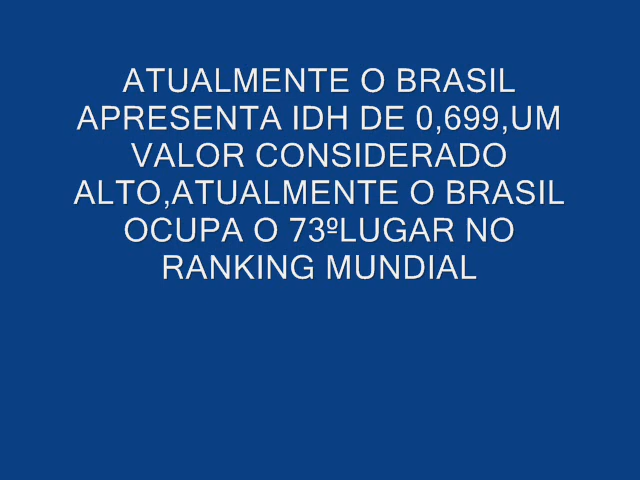 ATUALMENTE O BRASIL
APRESENTA IDH DE 0,699,UM
VALOR CONSIDERADO
ALTO,ATUALMENTE O BRASIL
OCUPA O 73ºLUGAR NO
RANKING MUNDIAL